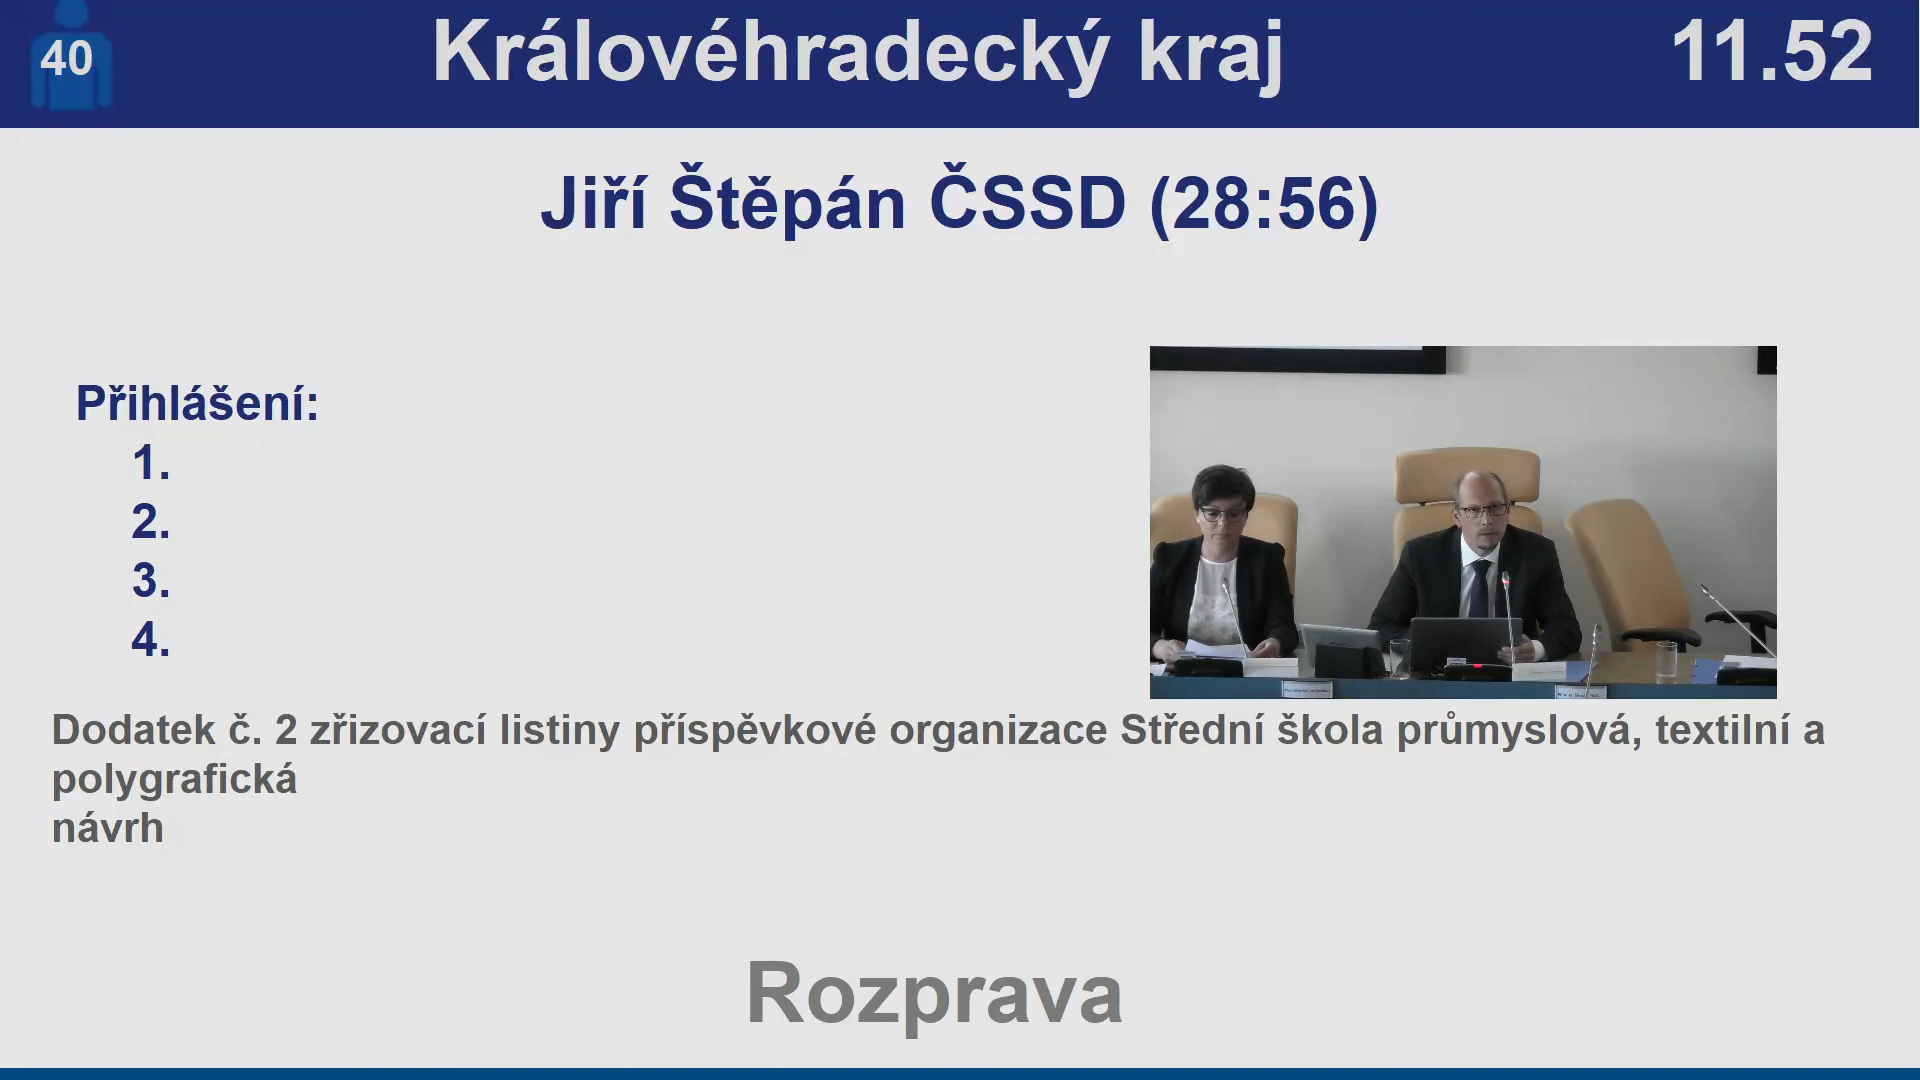 40
Královéhradecký kraj
11.52
Jiří Štěpán ČSSD (28:56)
Přihlášení:
1.
2.
3.
4.
Dodatek č. 2 zřizovací listiny příspěvkové organizace Střední škola průmyslová, textilní a
polygrafická
návrh
Rozprava